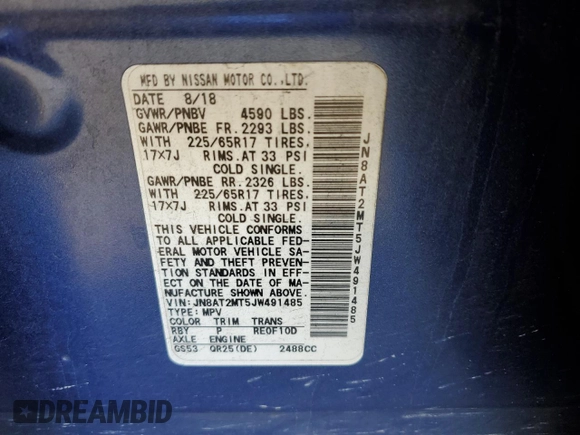 MFD BY NISSAN MOTOR CO.,LTD.
DATE 8/18
GVWR/PNBV 4590 LBS.
GAWR/PNBE FR. 2293 LBS.
WITH 225/65R17 TIRES.
17X7J RIMS. AT 33 PSI
COLD SINGLE.
GAWR/PNBE RR. 2326 LBS.
WITH 225/65R17 TIRES.
17X7J RIMS. AT 33 PSI
COLD SINGLE.
THIS VEHICLE CONFORMS
TO ALL APPLICABLE FED-
ERAL MOTOR VEHICLE SA-
FETY AND THEFT PREVEN-
TION STANDARDS IN EFF-
ECT ON THE DATE OF MA-
NUFACTURE SHOWN ABOVE.
VIN: JN8AT2MT5JW491485
TYPE: MPV
COLOR TRIM TRANS
RBY P RE0F10D
AXLE ENGINE
GS53 QR25(DE) 2488CC
JN8AT2MT5JW491485
DREAMBID